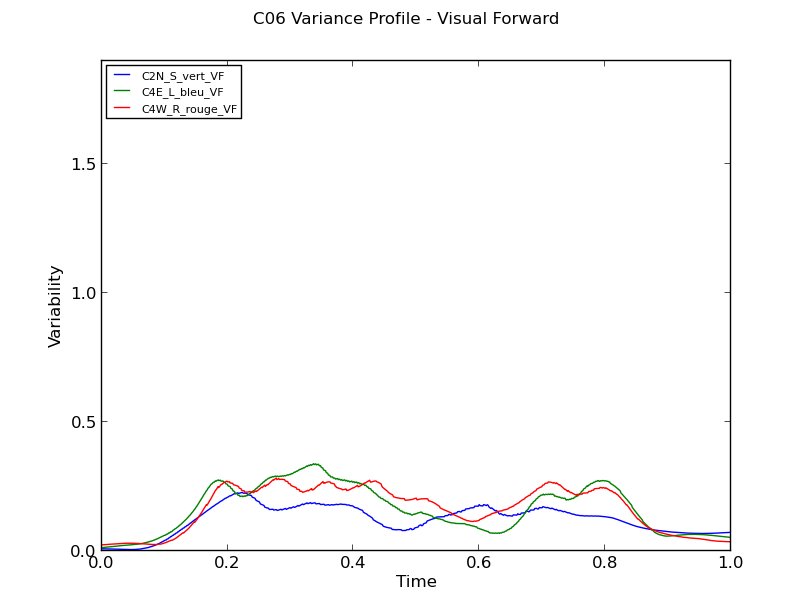 C06 Variance Profile - Visual Forward
C2N_S_vert_VF
C4E_L_bleu_VF
C4W_R_rouge_VF
1.5
1.0
0.5
0.0
Variability
0.0 0.2 0.4 0.6 0.8 1.0
Time